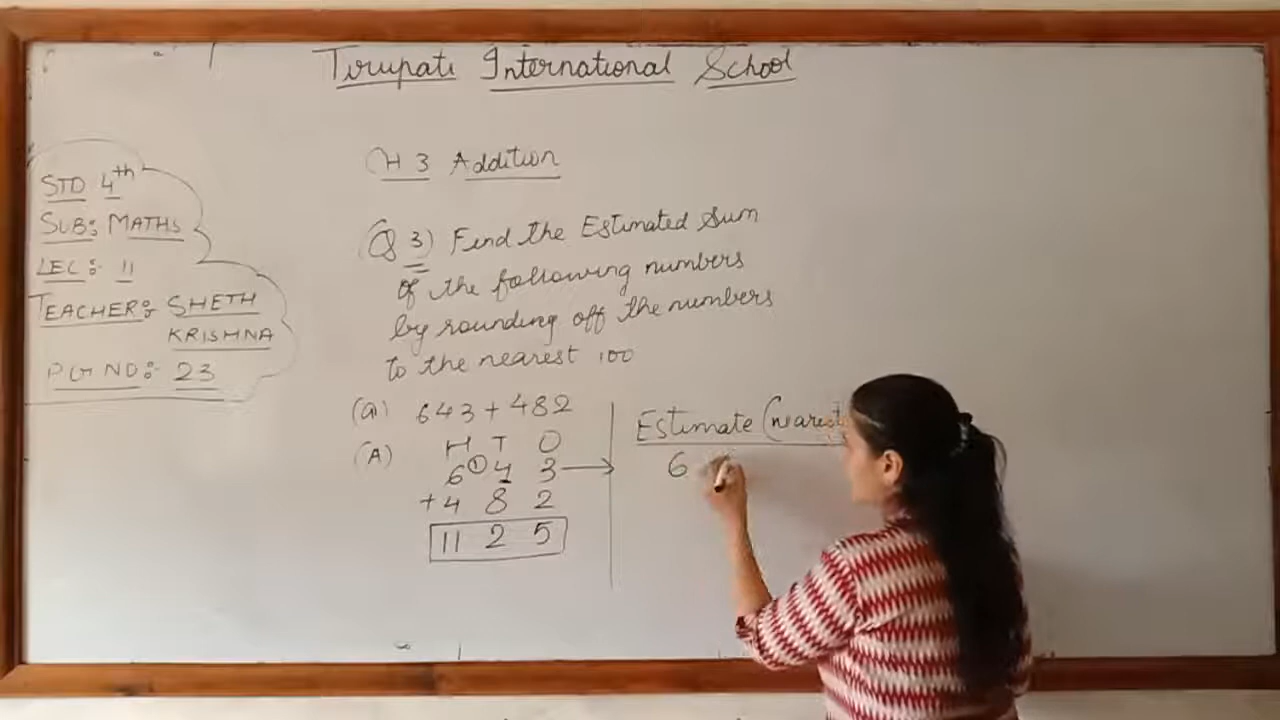 Tirupati International School
STD 4th
SUB: MATHS
LEC: 11
TEACHER: SHETH
KRISHNA
PG NO: 23
CH 3 Addition
Q 3) Find the Estimated Sum
of the following numbers
by rounding off the numbers
to the nearest 100
(a) 643 + 482
(A) H T O
6 ① 4 3
+ 4 8 2
11 2 5
Estimate (nearest
6